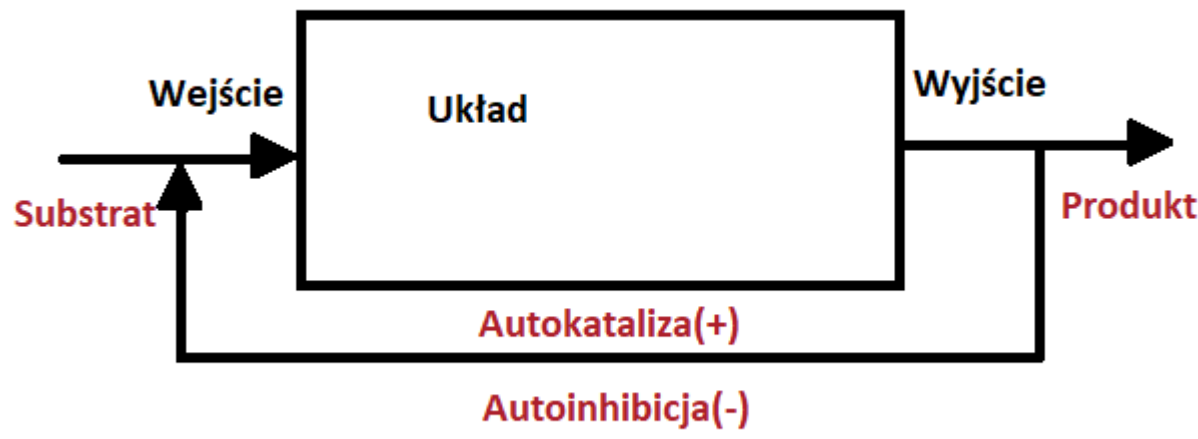 Wejście
Układ
Wyjście
Substrat
Produkt
Autokataliza(+)
Autoinhibicja(-)